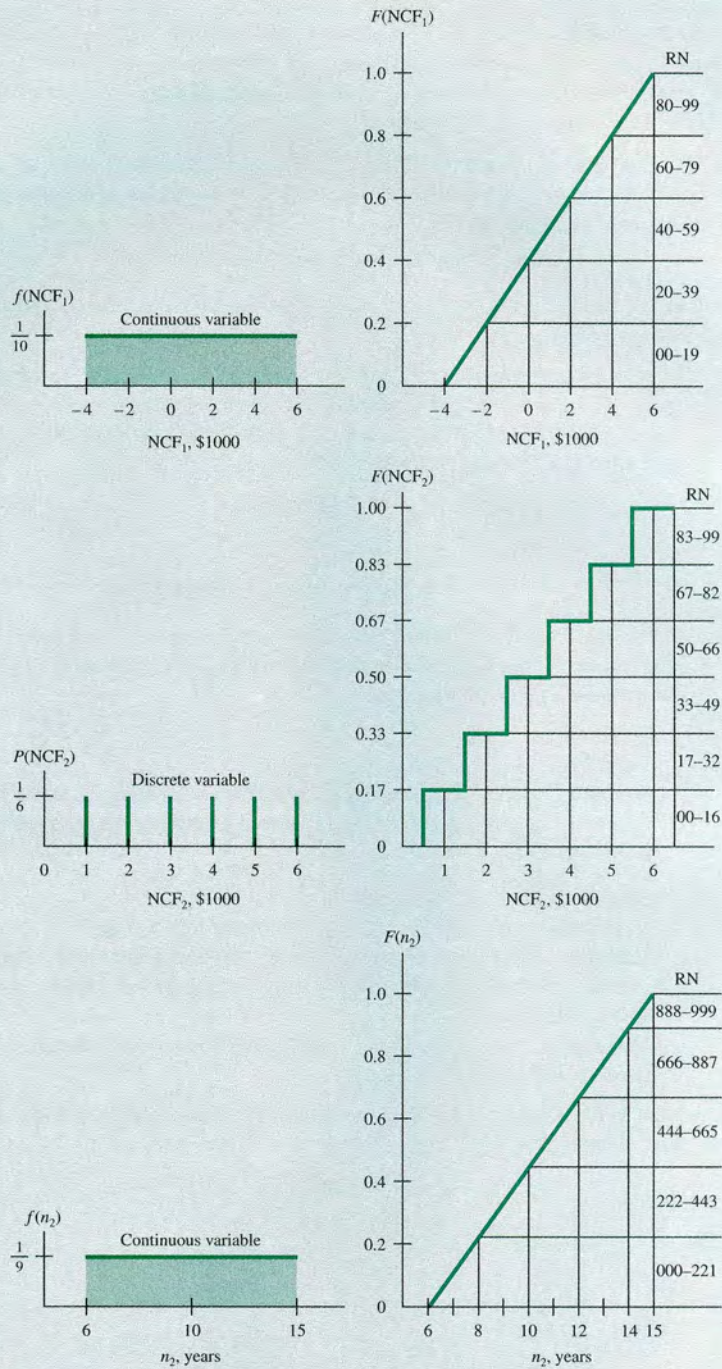 F(NCF₁)
RN
1.0
80–99
0.8
60–79
0.6
40–59
0.4
20–39
0.2
00–19
0
–4 –2 0 2 4 6
NCF₁, $1000
f(NCF₁)
Continuous variable
1/10
–4 –2 0 2 4 6
NCF₁, $1000
F(NCF₂)
RN
1.00
83–99
0.83
67–82
0.67
50–66
0.50
33–49
0.33
17–32
0.17
00–16
0
1 2 3 4 5 6
NCF₂, $1000
P(NCF₂)
Discrete variable
1/6
0 1 2 3 4 5 6
NCF₂, $1000
F(n₂)
RN
1.0
888–999
0.8
666–887
0.6
444–665
0.4
222–443
0.2
000–221
0
6 8 10 12 14 15
n₂, years
f(n₂)
Continuous variable
1/9
6 10 15
n₂, years